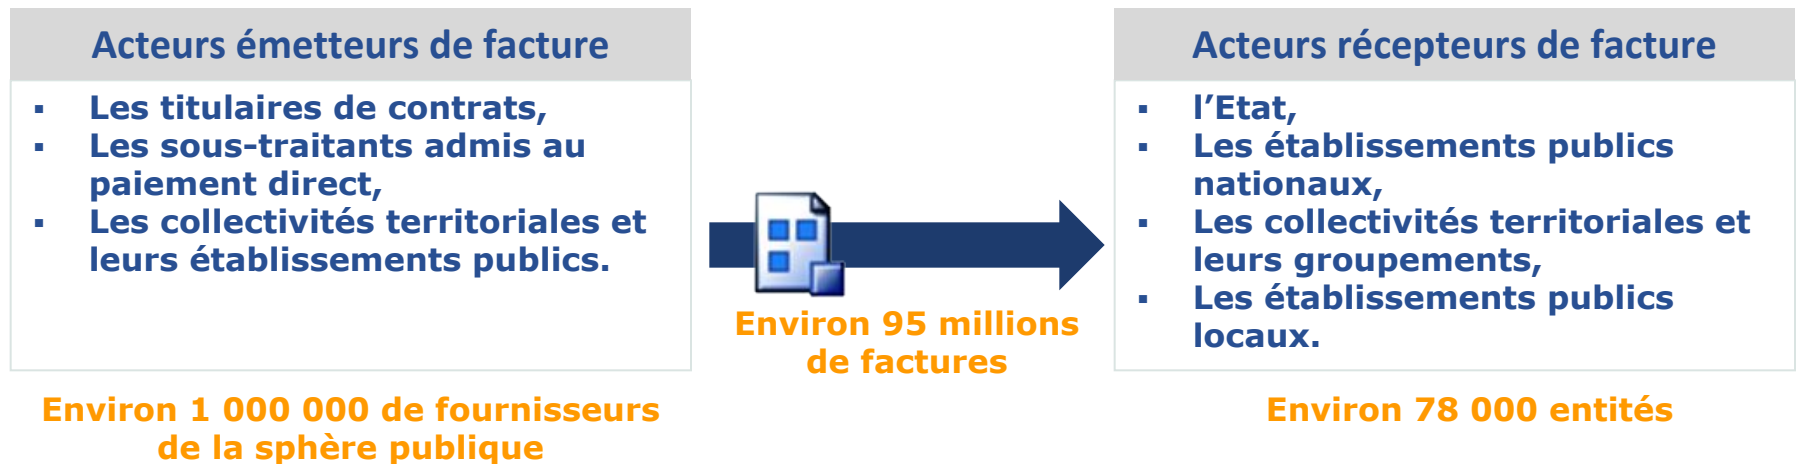 Acteurs émetteurs de facture
▪ Les titulaires de contrats,
▪ Les sous-traitants admis au
paiement direct,
▪ Les collectivités territoriales et
leurs établissements publics.
Environ 1 000 000 de fournisseurs
de la sphère publique
Environ 95 millions
de factures
Acteurs récepteurs de facture
▪ l’Etat,
▪ Les établissements publics
nationaux,
▪ Les collectivités territoriales et
leurs groupements,
▪ Les établissements publics
locaux.
Environ 78 000 entités